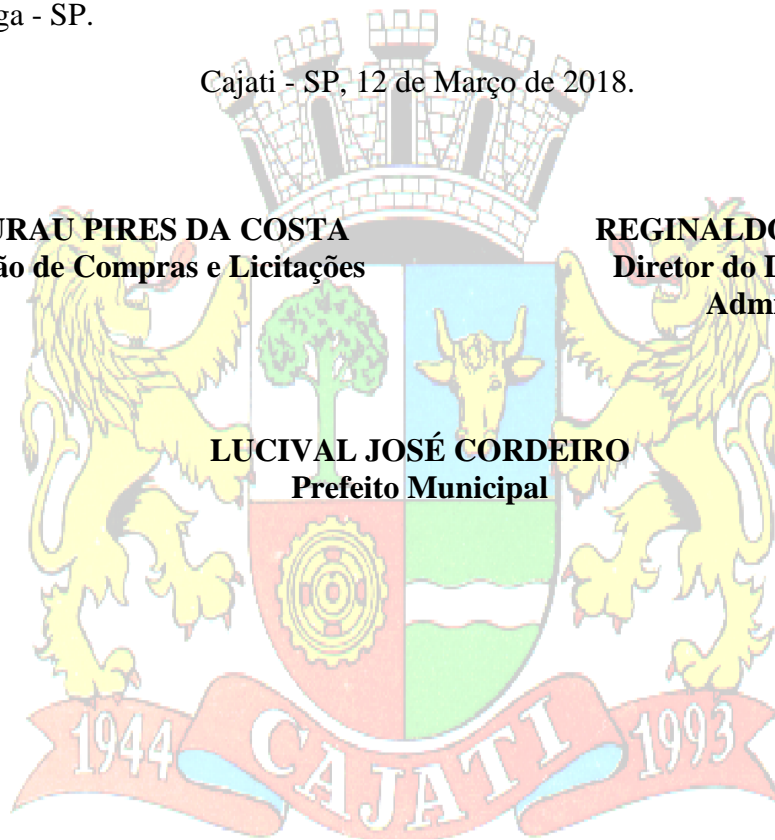 ga - SP.
Cajati - SP, 12 de Março de 2018.
URAU PIRES DA COSTA
ão de Compras e Licitações
REGINALDO
Diretor do D
Admi
LUCIVAL JOSÉ CORDEIRO
Prefeito Municipal
1944 CAJATI 1993